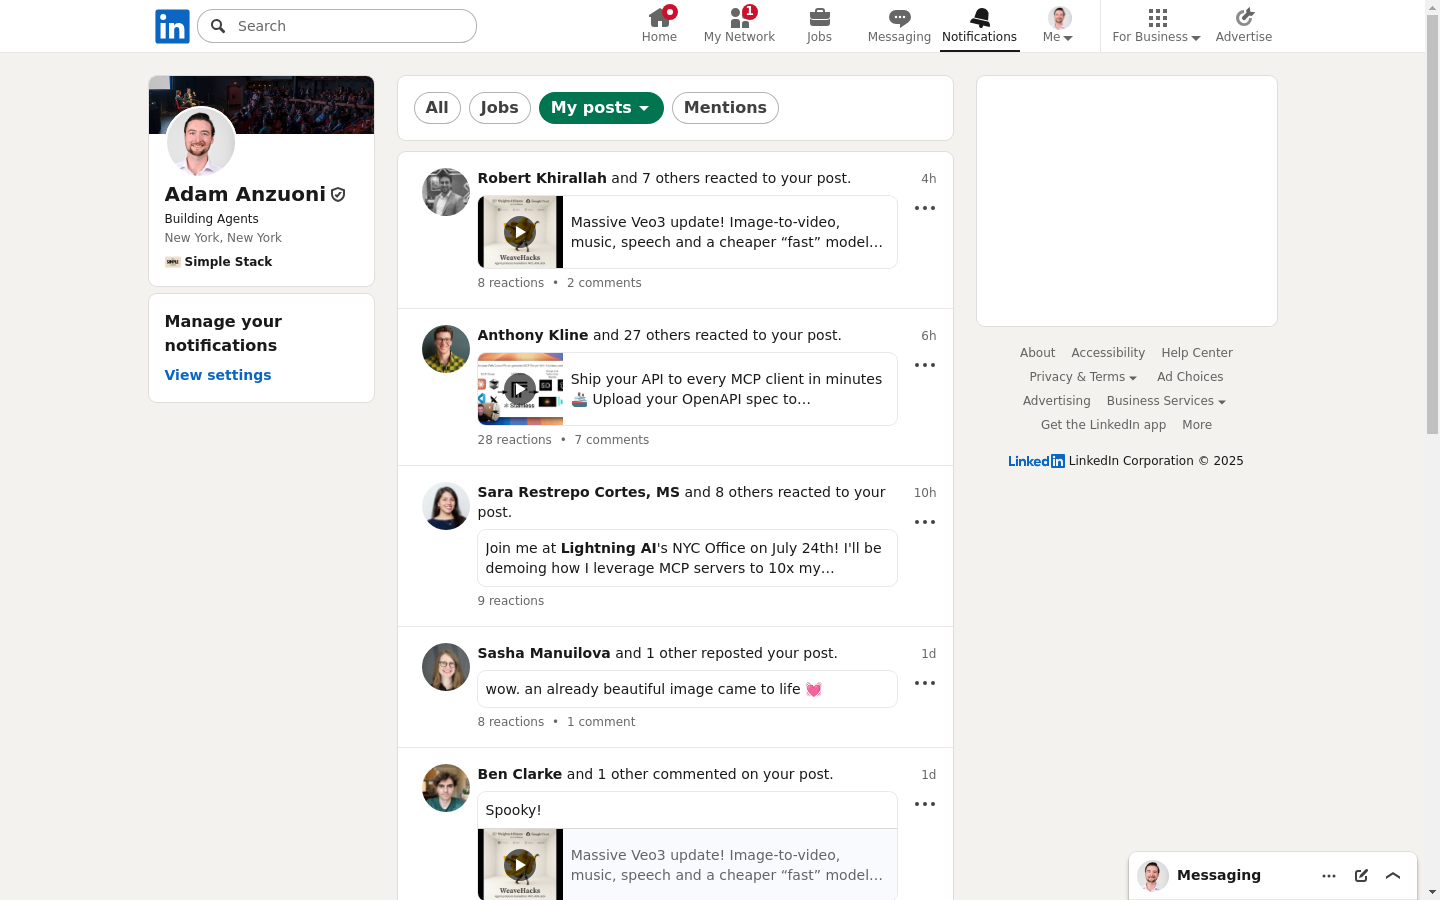 Search
Home
1
My Network
Jobs
Messaging
Notifications
Me
For Business
Advertise
Adam Anzuoni
Building Agents
New York, New York
Simple Stack
Manage your
notifications
View settings
All
Jobs
My posts
Mentions
Robert Khirallah and 7 others reacted to your post.
4h
Massive Veo3 update! Image-to-video,
music, speech and a cheaper “fast” model…
WeaveHacks
8 reactions • 2 comments
Anthony Kline and 27 others reacted to your post.
6h
Ship your API to every MCP client in minutes
🚢 Upload your OpenAPI spec to…
Stainless
28 reactions • 7 comments
Sara Restrepo Cortes, MS and 8 others reacted to your
post.
10h
Join me at Lightning AI's NYC Office on July 24th! I'll be
demoing how I leverage MCP servers to 10x my…
9 reactions
Sasha Manuilova and 1 other reposted your post.
1d
wow. an already beautiful image came to life 💓
8 reactions • 1 comment
Ben Clarke and 1 other commented on your post.
1d
Spooky!
Massive Veo3 update! Image-to-video,
music, speech and a cheaper “fast” model…
WeaveHacks
About
Accessibility
Help Center
Privacy & Terms
Ad Choices
Advertising
Business Services
Get the LinkedIn app
More
LinkedIn LinkedIn Corporation © 2025
Messaging